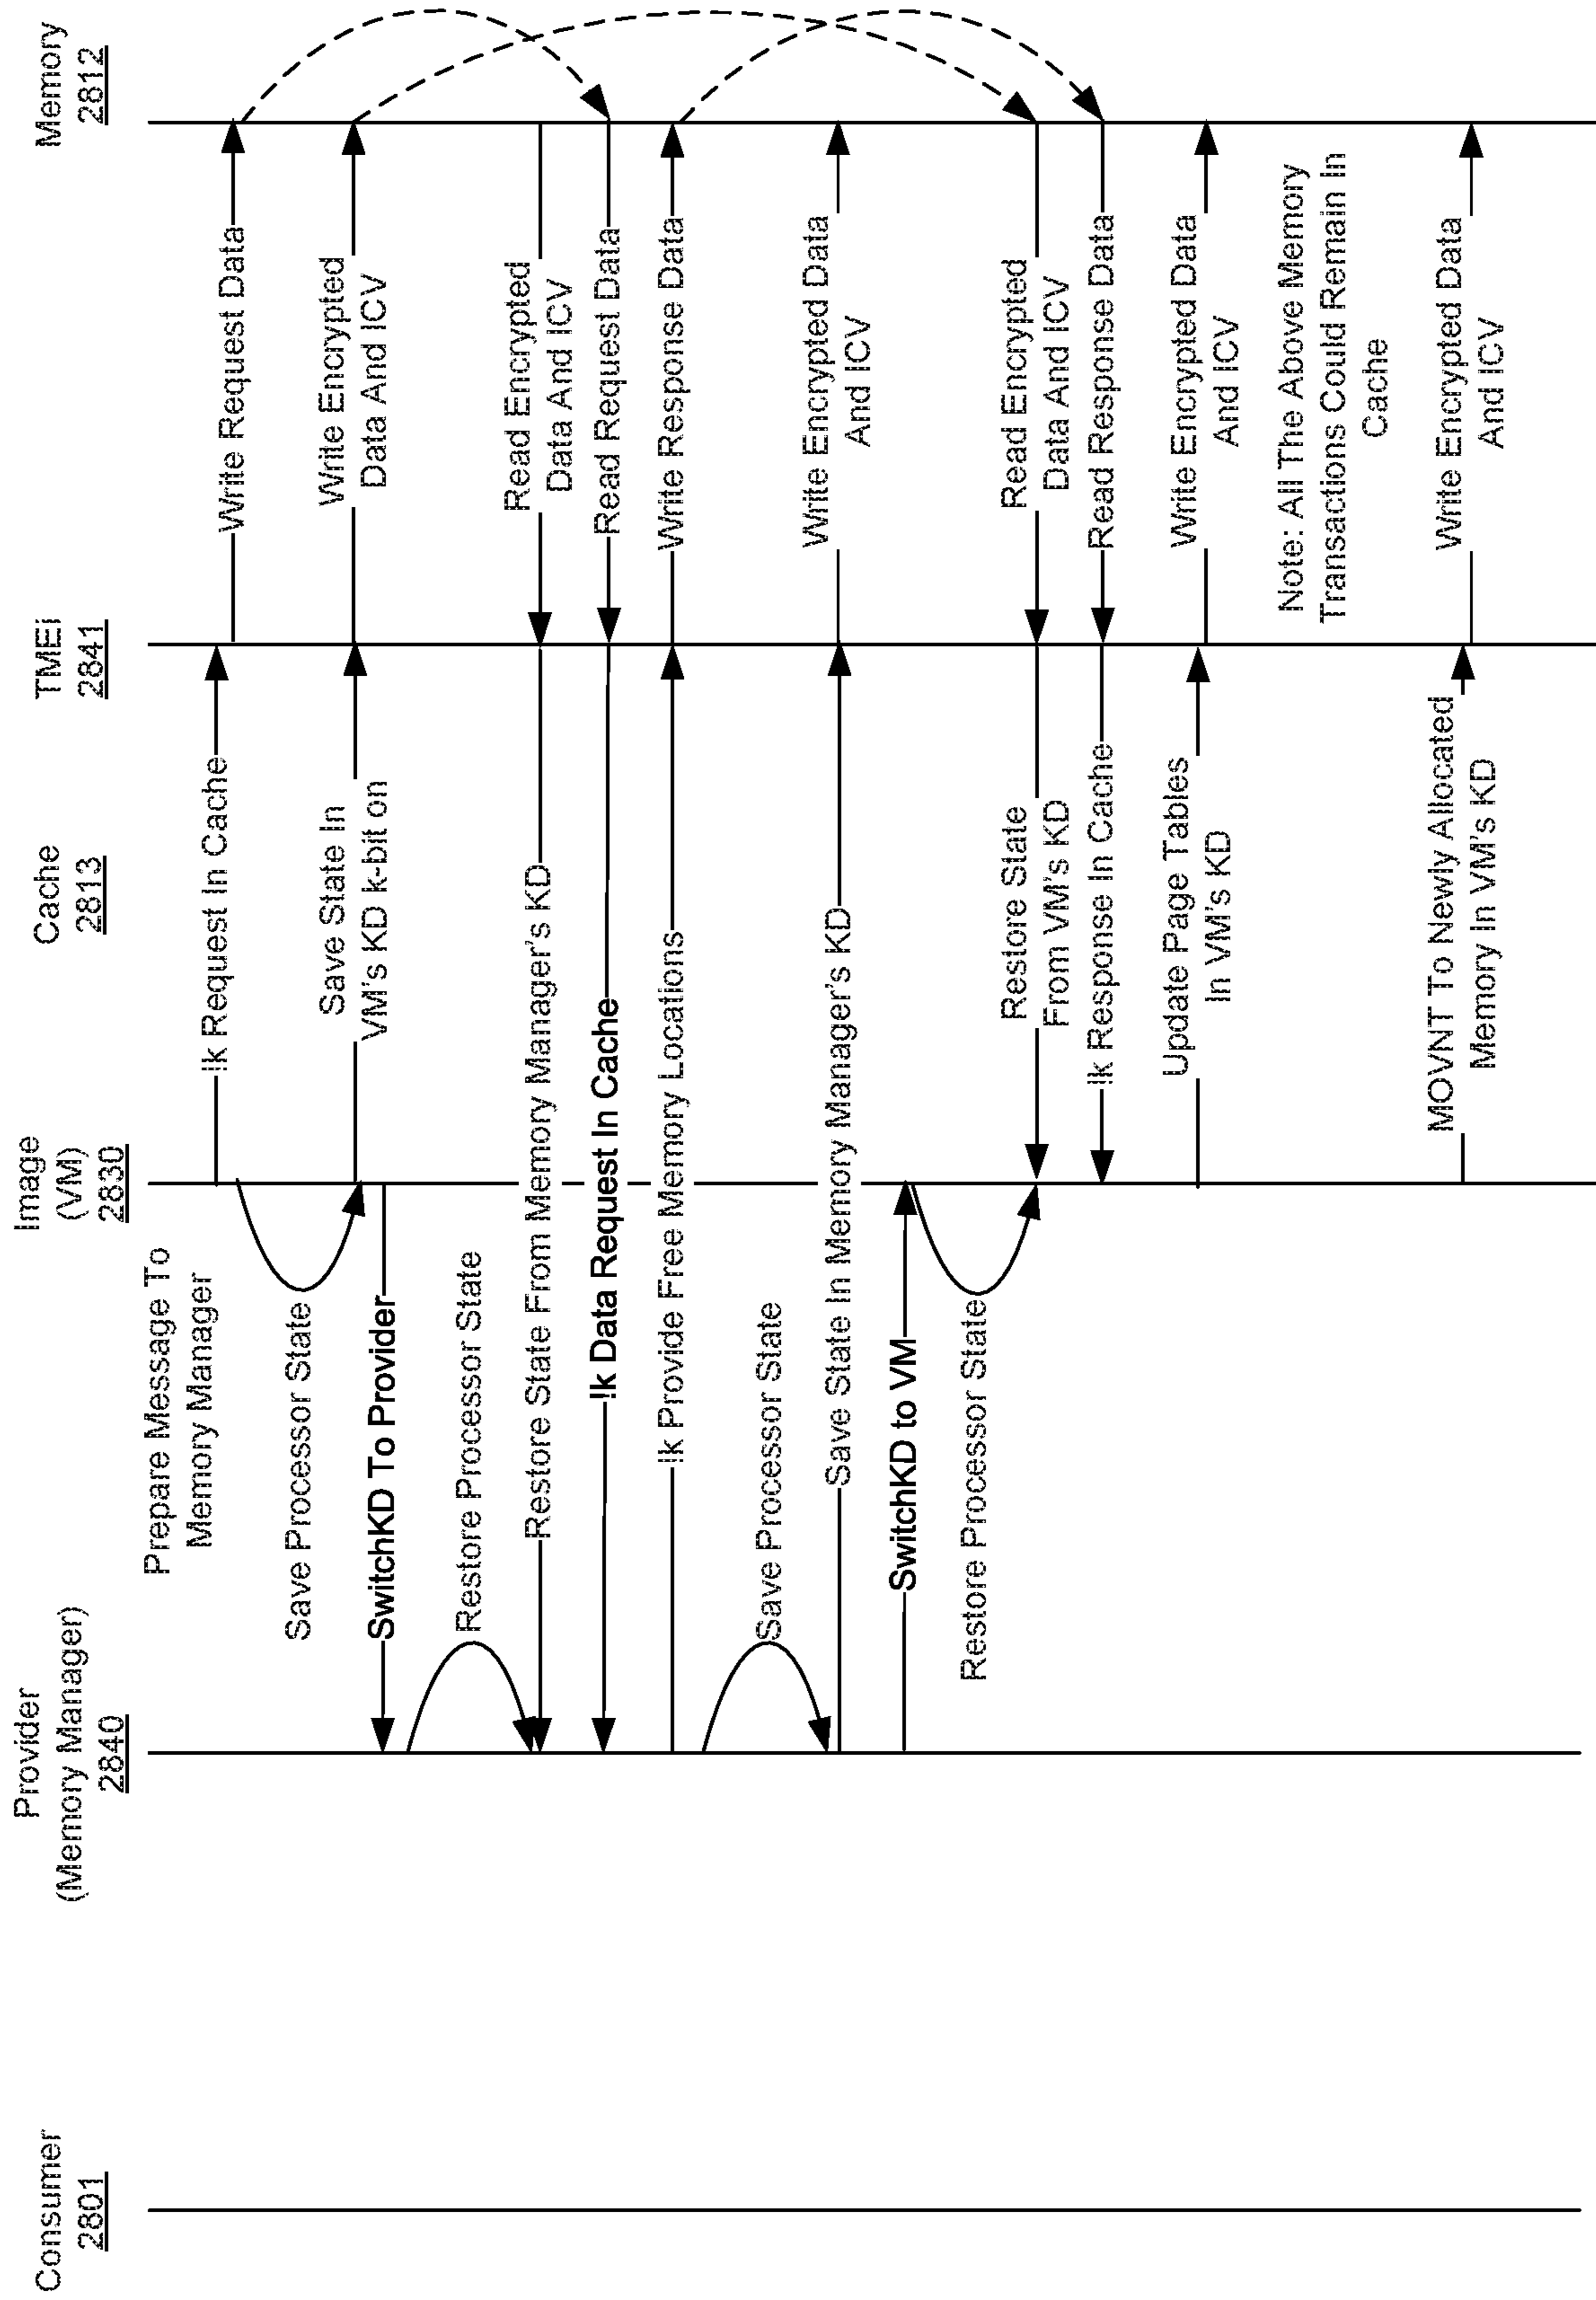 Consumer
2801
Provider
(Memory Manager)
2840
Image
(VM)
2830
Cache
2813
TMEi
2841
Memory
2812
Prepare Message To
Memory Manager
!k Request In Cache
Write Request Data
Save Processor State
Save State In
VM's KD k-bit on
Write Encrypted
Data And ICV
SwitchKD To Provider
Restore Processor State
Restore State From Memory Manager's KD
Read Encrypted
Data And ICV
!k Data Request In Cache
Read Request Data
!k Provide Free Memory Locations
Write Response Data
Save Processor State
Save State In Memory Manager's KD
Write Encrypted Data
And ICV
SwitchKD to VM
Restore Processor State
Restore State
From VM's KD
Read Encrypted
Data And ICV
!k Response In Cache
Read Response Data
Update Page Tables
In VM's KD
Write Encrypted Data
And ICV
Note: All The Above Memory
Transactions Could Remain In
Cache
MOVNT To Newly Allocated
Memory In VM's KD
Write Encrypted Data
And ICV